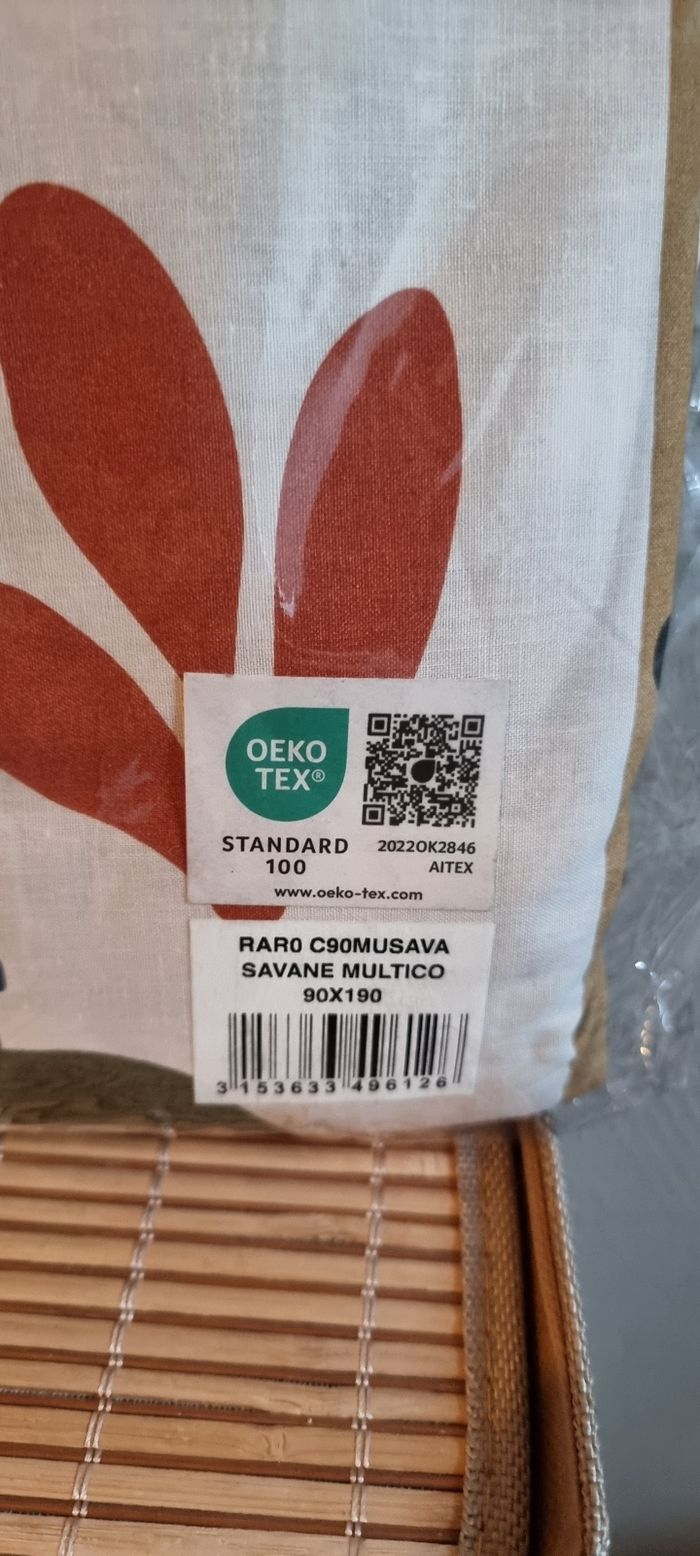 OEKO
TEX®
STANDARD
100
2022OK2846
AITEX
www.oeko-tex.com
RAR0 C90MUSAVA
SAVANE MULTICO
90X190
3 153633 496126